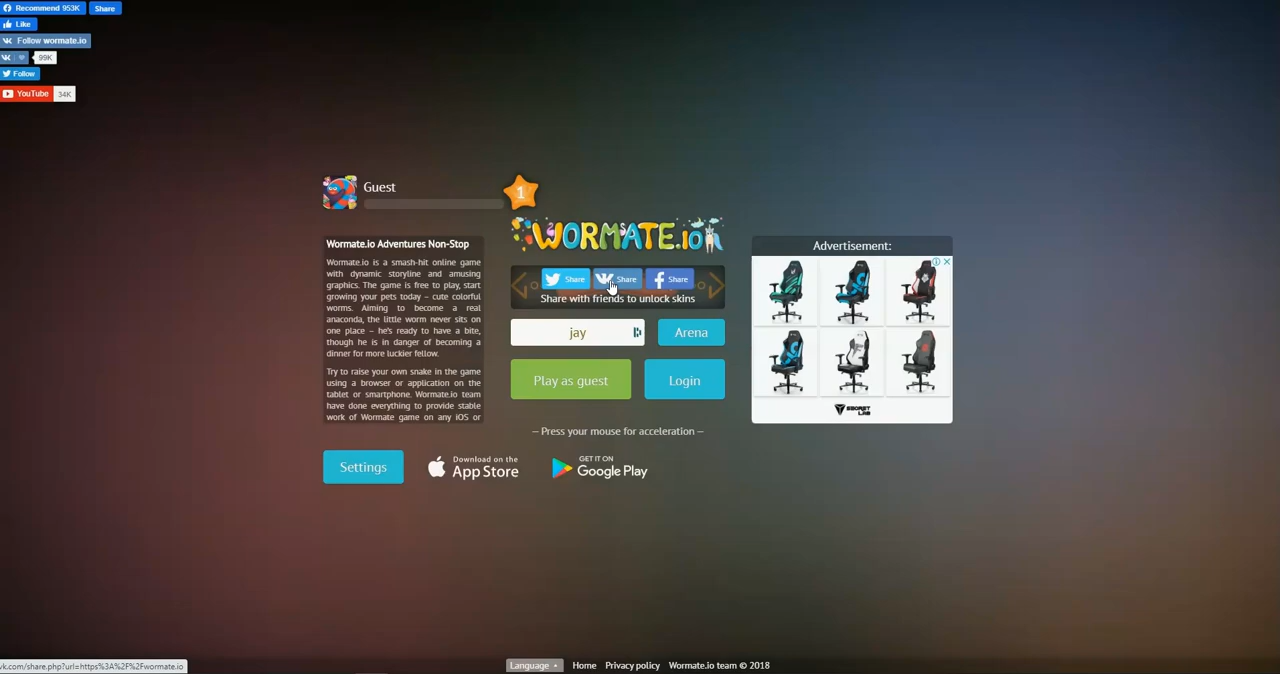 Recommend 953K Share
Like
Follow wormate.io
99K
Follow
YouTube 34K
Guest
1
WORMATE.io
Wormate.io Adventures Non-Stop
Wormate.io is a smash-hit online game
with dynamic storyline and amusing
graphics. The game is free to play, start
growing your pets today – cute colorful
worms. Aiming to become a real
anaconda, the little worm never sits on
one place – he's ready to have a bite,
though he is in danger of becoming a
dinner for more luckier fellow.
Try to raise your own snake in the game
using a browser or application on the
tablet or smartphone. Wormate.io team
have done everything to provide stable
work of Wormate game on any iOS or
Share Share Share
Share with friends to unlock skins
jay Arena
Play as guest Login
— Press your mouse for acceleration —
Advertisement:
SECRET
LAB
Settings
Download on the
App Store
GET IT ON
Google Play
vk.com/share.php?url=https%3A%2F%2Fwormate.io
Language Home Privacy policy Wormate.io team © 2018